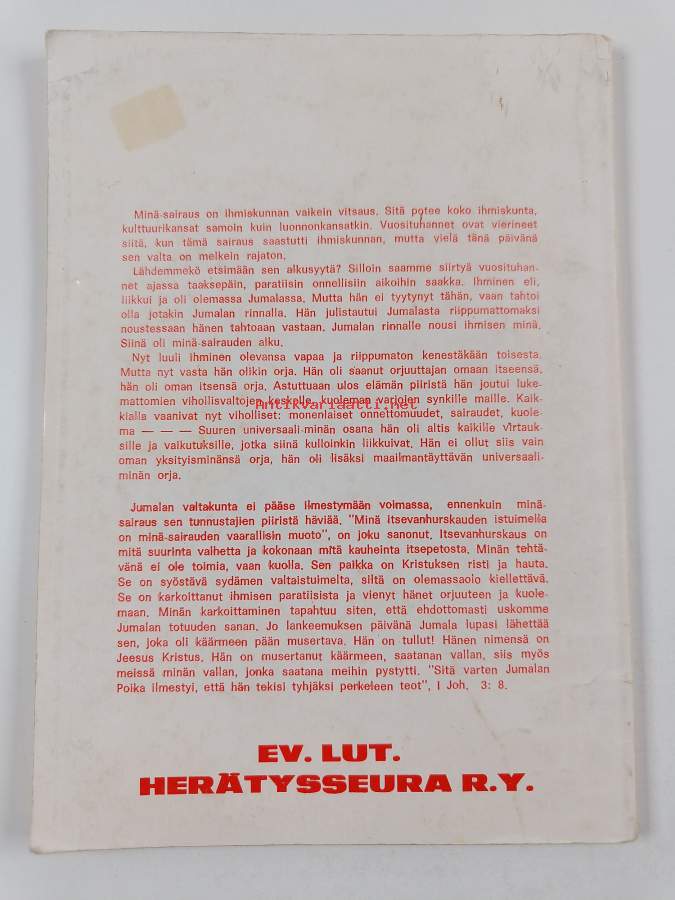 Minä-sairaus on ihmiskunnan vaikein vitsaus. Sitä potee koko ihmiskunta,
kulttuurikansat samoin kuin luonnonkansatkin. Vuosituhannet ovat vierineet
siitä, kun tämä sairaus saastutti ihmiskunnan, mutta vielä tänä päivänä
sen valta on melkein rajaton.
Lähdemmekö etsimään sen alkusyytä? Silloin saamme siirtyä vuosituhan-
net ajassa taaksepäin, paratiisin onnellisiin aikoihin saakka. Ihminen eli,
liikkui ja oli olemassa Jumalassa. Mutta hän ei tyytynyt tähän, vaan tahtoi
olla jotakin Jumalan rinnalla. Hän julistautui Jumalasta riippumattomaksi
noustessaan hänen tahtoaan vastaan. Jumalan rinnalle nousi ihmisen minä.
Siinä oli minä-sairauden alku.
Nyt luuli ihminen olevansa vapaa ja riippumaton kenestäkään toisesta.
Mutta nyt vasta hän olikin orja. Hän oli saanut orjuuttajan omaan itseensä,
hän oli oman itsensä orja. Astuttuaan ulos elämän piiristä hän joutui luke-
mattomien vihollisvaltojen keskelle, kuoleman varjojen synkille maille. Kaik-
Antikvariaatti.net
kialla vaanivat nyt viholliset: monenlaiset onnettomuudet, sairaudet, kuole-
ma — — — Suuren universaali-minän osana hän oli altis kaikille virtauk-
sille ja vaikutuksille, jotka siinä kulloinkin liikkuivat. Hän ei ollut siis vain
oman yksityisminänsä orja, hän oli lisäksi maailmantäyttävän universaali-
minän orja.
Jumalan valtakunta ei pääse ilmestymään voimassa, ennenkuin minä-
sairaus sen tunnustajien piiristä häviää. "Minä itsevanhurskauden istuimella
on minä-sairauden vaarallisin muoto", on joku sanonut. Itsevanhurskaus on
mitä suurinta valhetta ja kokonaan mitä kauheinta itsepetosta. Minän tehtä-
vänä ei ole toimia, vaan kuolla. Sen paikka on Kristuksen risti ja hauta.
Se on syöstävä sydämen valtaistuimelta, siltä on olemassaolo kiellettävä.
Se on karkoittanut ihmisen paratiisista ja vienyt hänet orjuuteen ja kuole-
maan. Minän karkoittaminen tapahtuu siten, että ehdottomasti uskomme
Jumalan totuuden sanan. Jo lankeemuksen päivänä Jumala lupasi lähettää
sen, joka oli käärmeen pään musertava. Hän on tullut! Hänen nimensä on
Jeesus Kristus. Hän on musertanut käärmeen, saatanan vallan, siis myös
meissä minän vallan, jonka saatana meihin pystytti. "Sitä varten Jumalan
Poika ilmestyi, että hän tekisi tyhjäksi perkeleen teot", I Joh. 3: 8.
EV. LUT.
HERÄTYSSEURA R.Y.